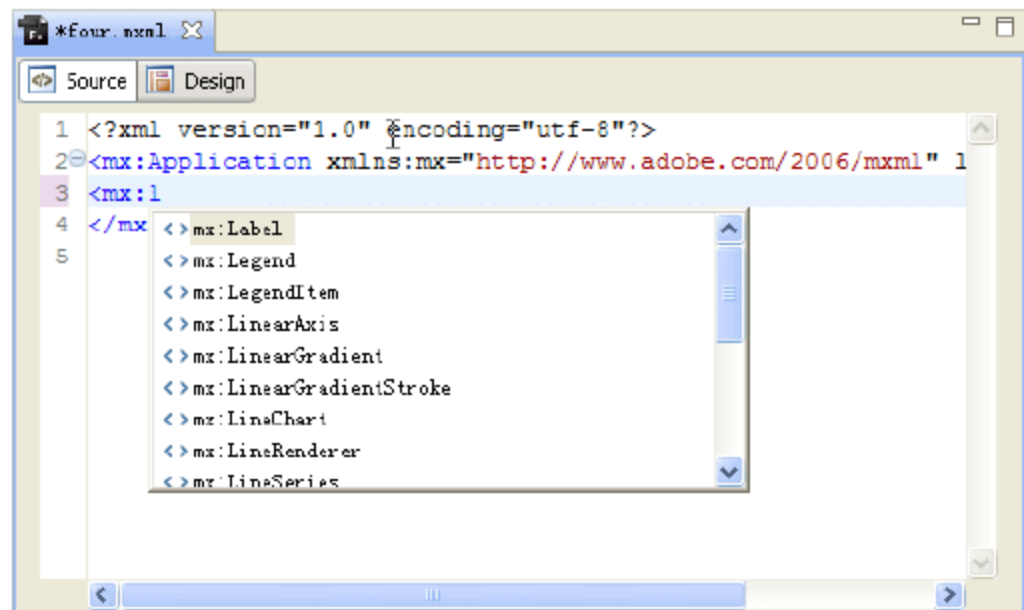 *four.mxml
Source Design
1 <?xml version="1.0" encoding="utf-8"?>
2 <mx:Application xmlns:mx="http://www.adobe.com/2006/mxml" l
3 <mx:l
4 </mx
5
<> mx:Label
<> mx:Legend
<> mx:LegendItem
<> mx:LinearAxis
<> mx:LinearGradient
<> mx:LinearGradientStroke
<> mx:LineChart
<> mx:LineRenderer
<> mx:LineSeries